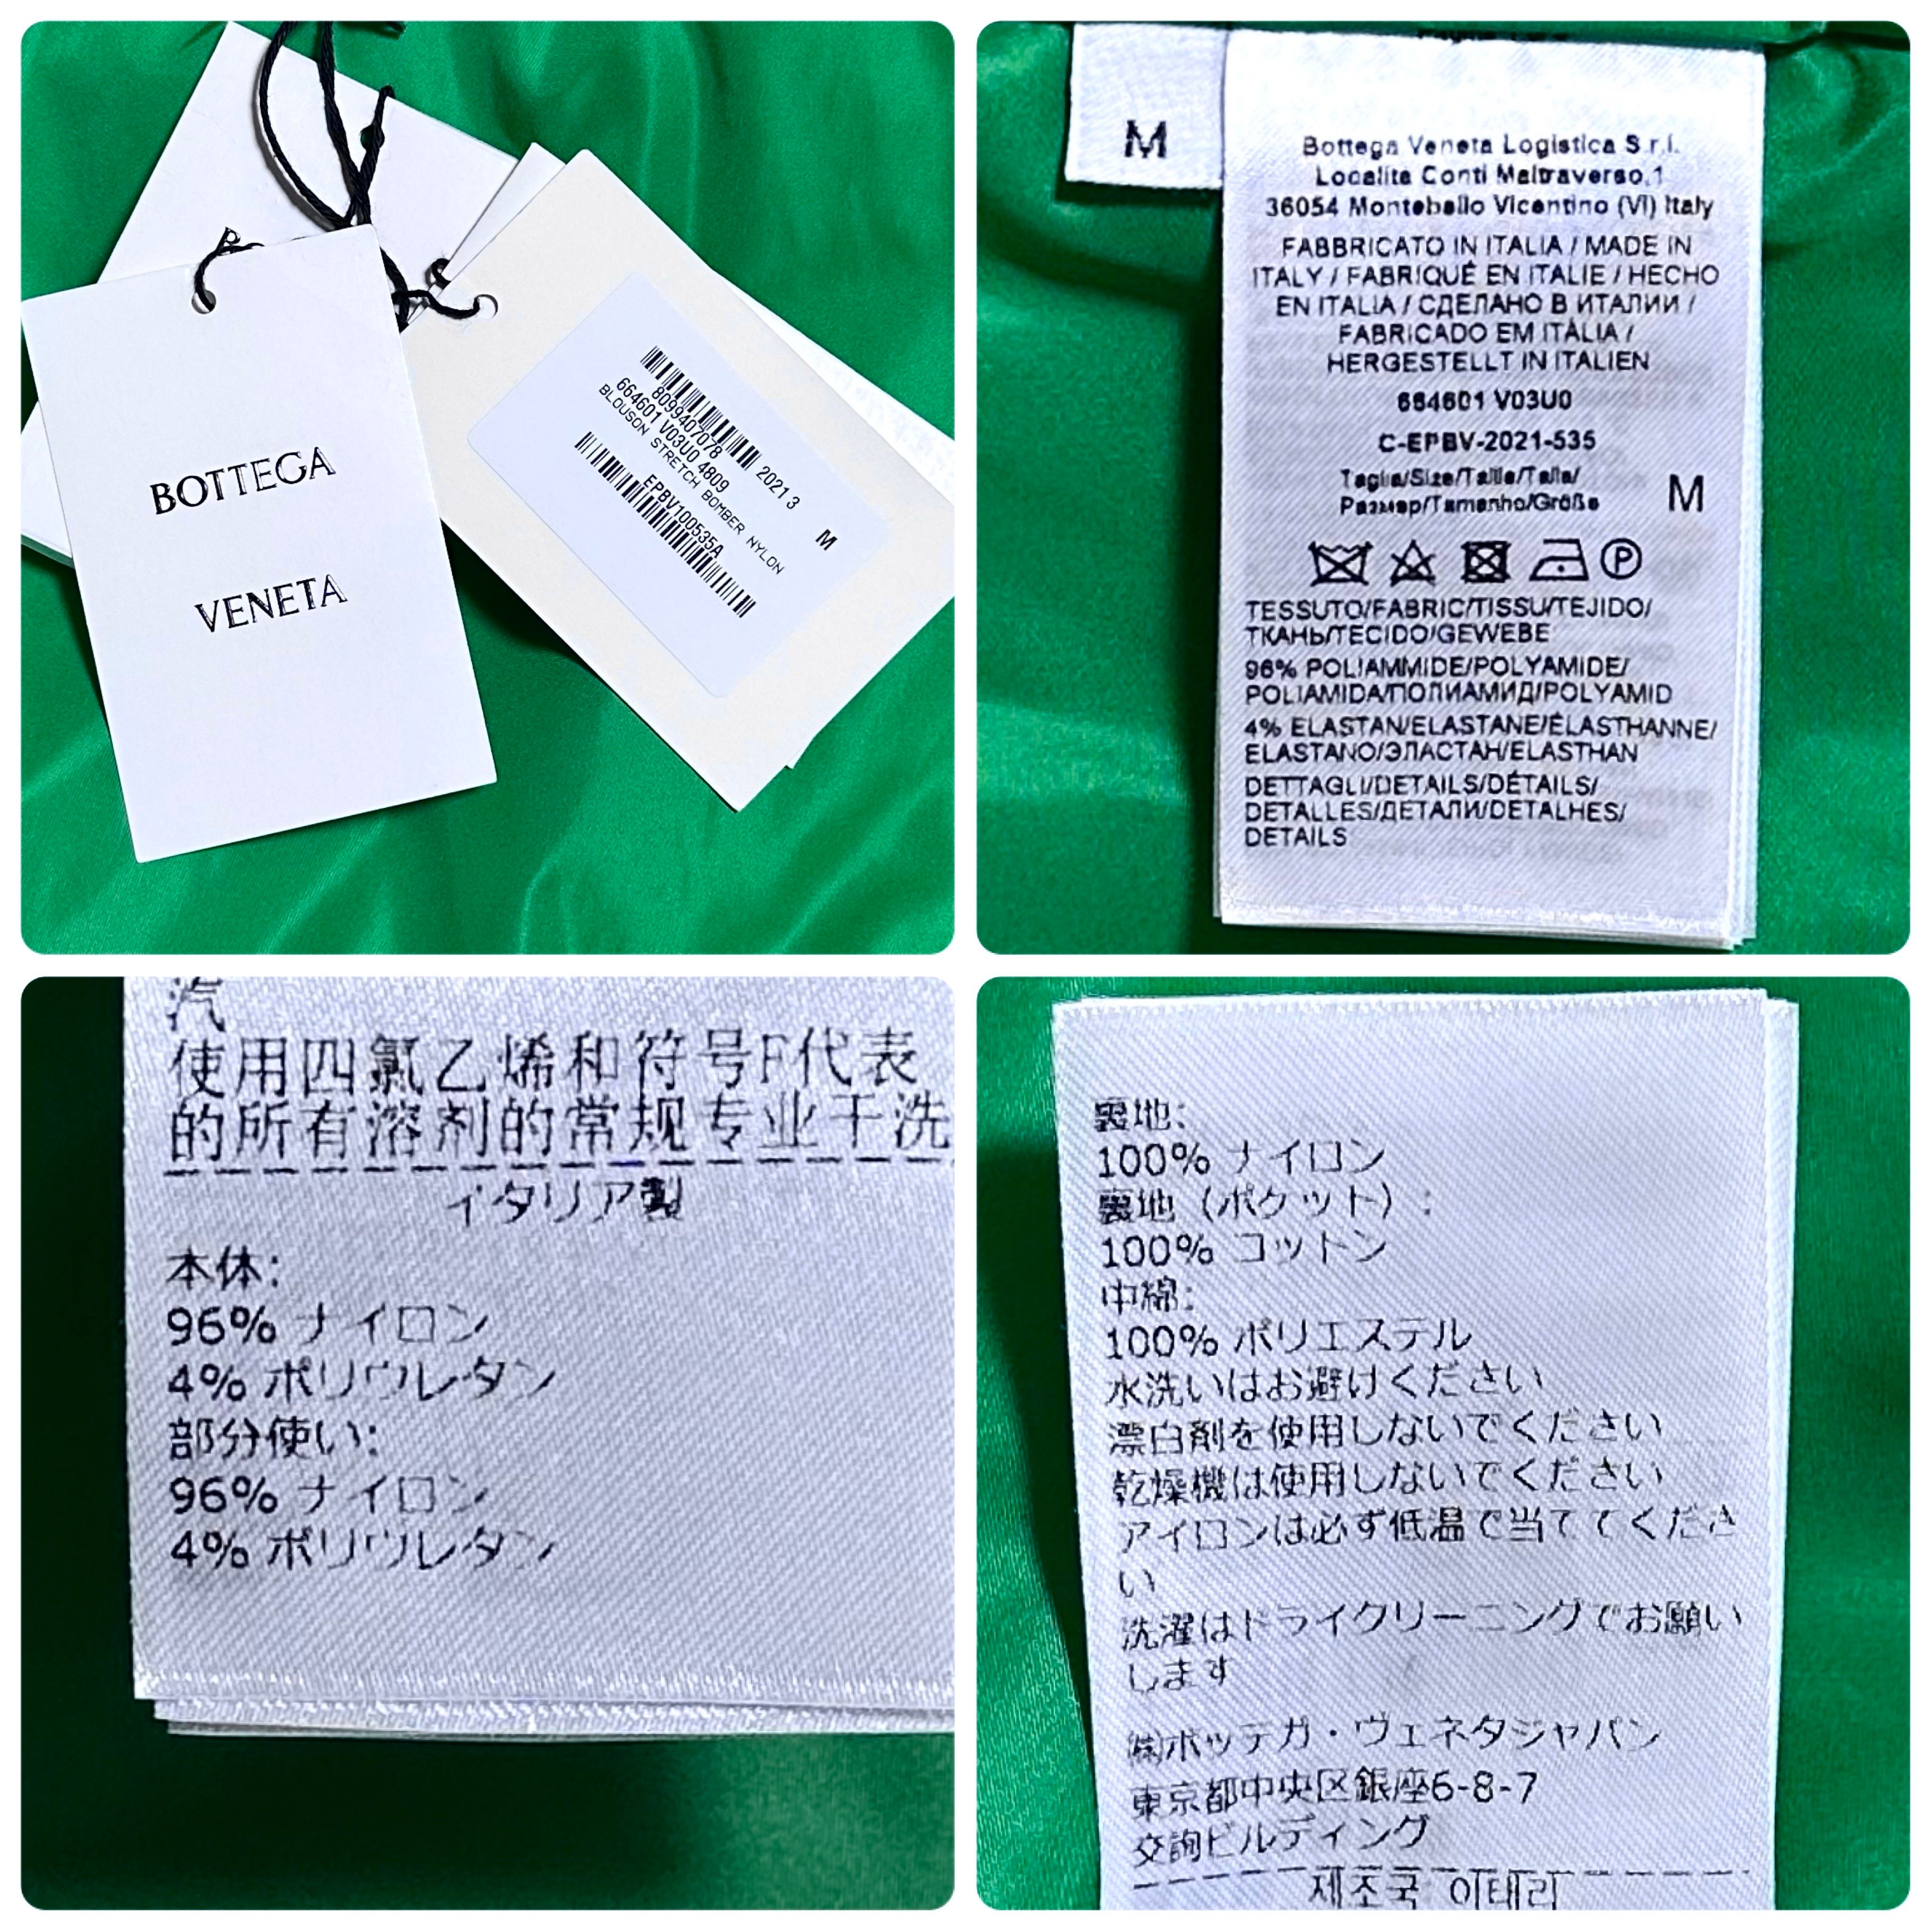 BOTTEGA
VENETA
8099407078
2021 3
664601 V03U0 4809
BLOUSON STRETCH BOMBER NYLON
M
EPBV100535A
M
Bottega Veneta Logistica S.r.l.
Localita Conti Maltraverso,1
36054 Montebello Vicentino (VI) Italy
FABBRICATO IN ITALIA / MADE IN
ITALY / FABRIQUÉ EN ITALIE / HECHO
EN ITALIA / СДЕЛАНО В ИТАЛИИ /
FABRICADO EM ITÁLIA /
HERGESTELLT IN ITALIEN
664601 V03U0
C-EPBV-2021-535
Taglia/Size/Taille/Talla/
Размер/Tamanho/Größe
M
P
TESSUTO/FABRIC/TISSU/TEJIDO/
ТКАНЬ/TECIDO/GEWEBE
96% POLIAMMIDE/POLYAMIDE/
POLIAMIDA/ПОЛИАМИД/POLYAMID
4% ELASTAN/ELASTANE/ÉLASTHANNE/
ELASTANO/ЭЛАСТАН/ELASTHAN
DETTAGLI/DETAILS/DÉTAILS/
DETALLES/ДЕТАЛИ/DETALHES/
DETAILS
汽
使用四氯乙烯和符号F代表
的所有溶剂的常规专业干洗
イタリア製
本体:
96% ナイロン
4% ポリウレタン
部分使い:
96% ナイロン
4% ポリウレタン
裏地:
100% ナイロン
裏地（ポケット）:
100% コットン
中綿:
100% ポリエステル
水洗いはお避けください
漂白剤を使用しないでください
乾燥機は使用しないでください
アイロンは必ず低温で当ててくださ
い
洗濯はドライクリーニングでお願い
します
㈱ボッテガ・ヴェネタジャパン
東京都中央区銀座6-8-7
交詢ビルディング
제조국 이태리